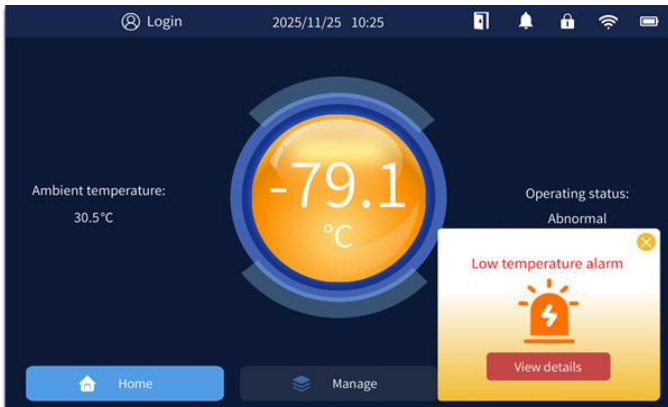 Login
2025/11/25 10:25
-79.1
°C
Ambient temperature:
30.5°C
Operating status:
Abnormal
Low temperature alarm
View details
Home
Manage